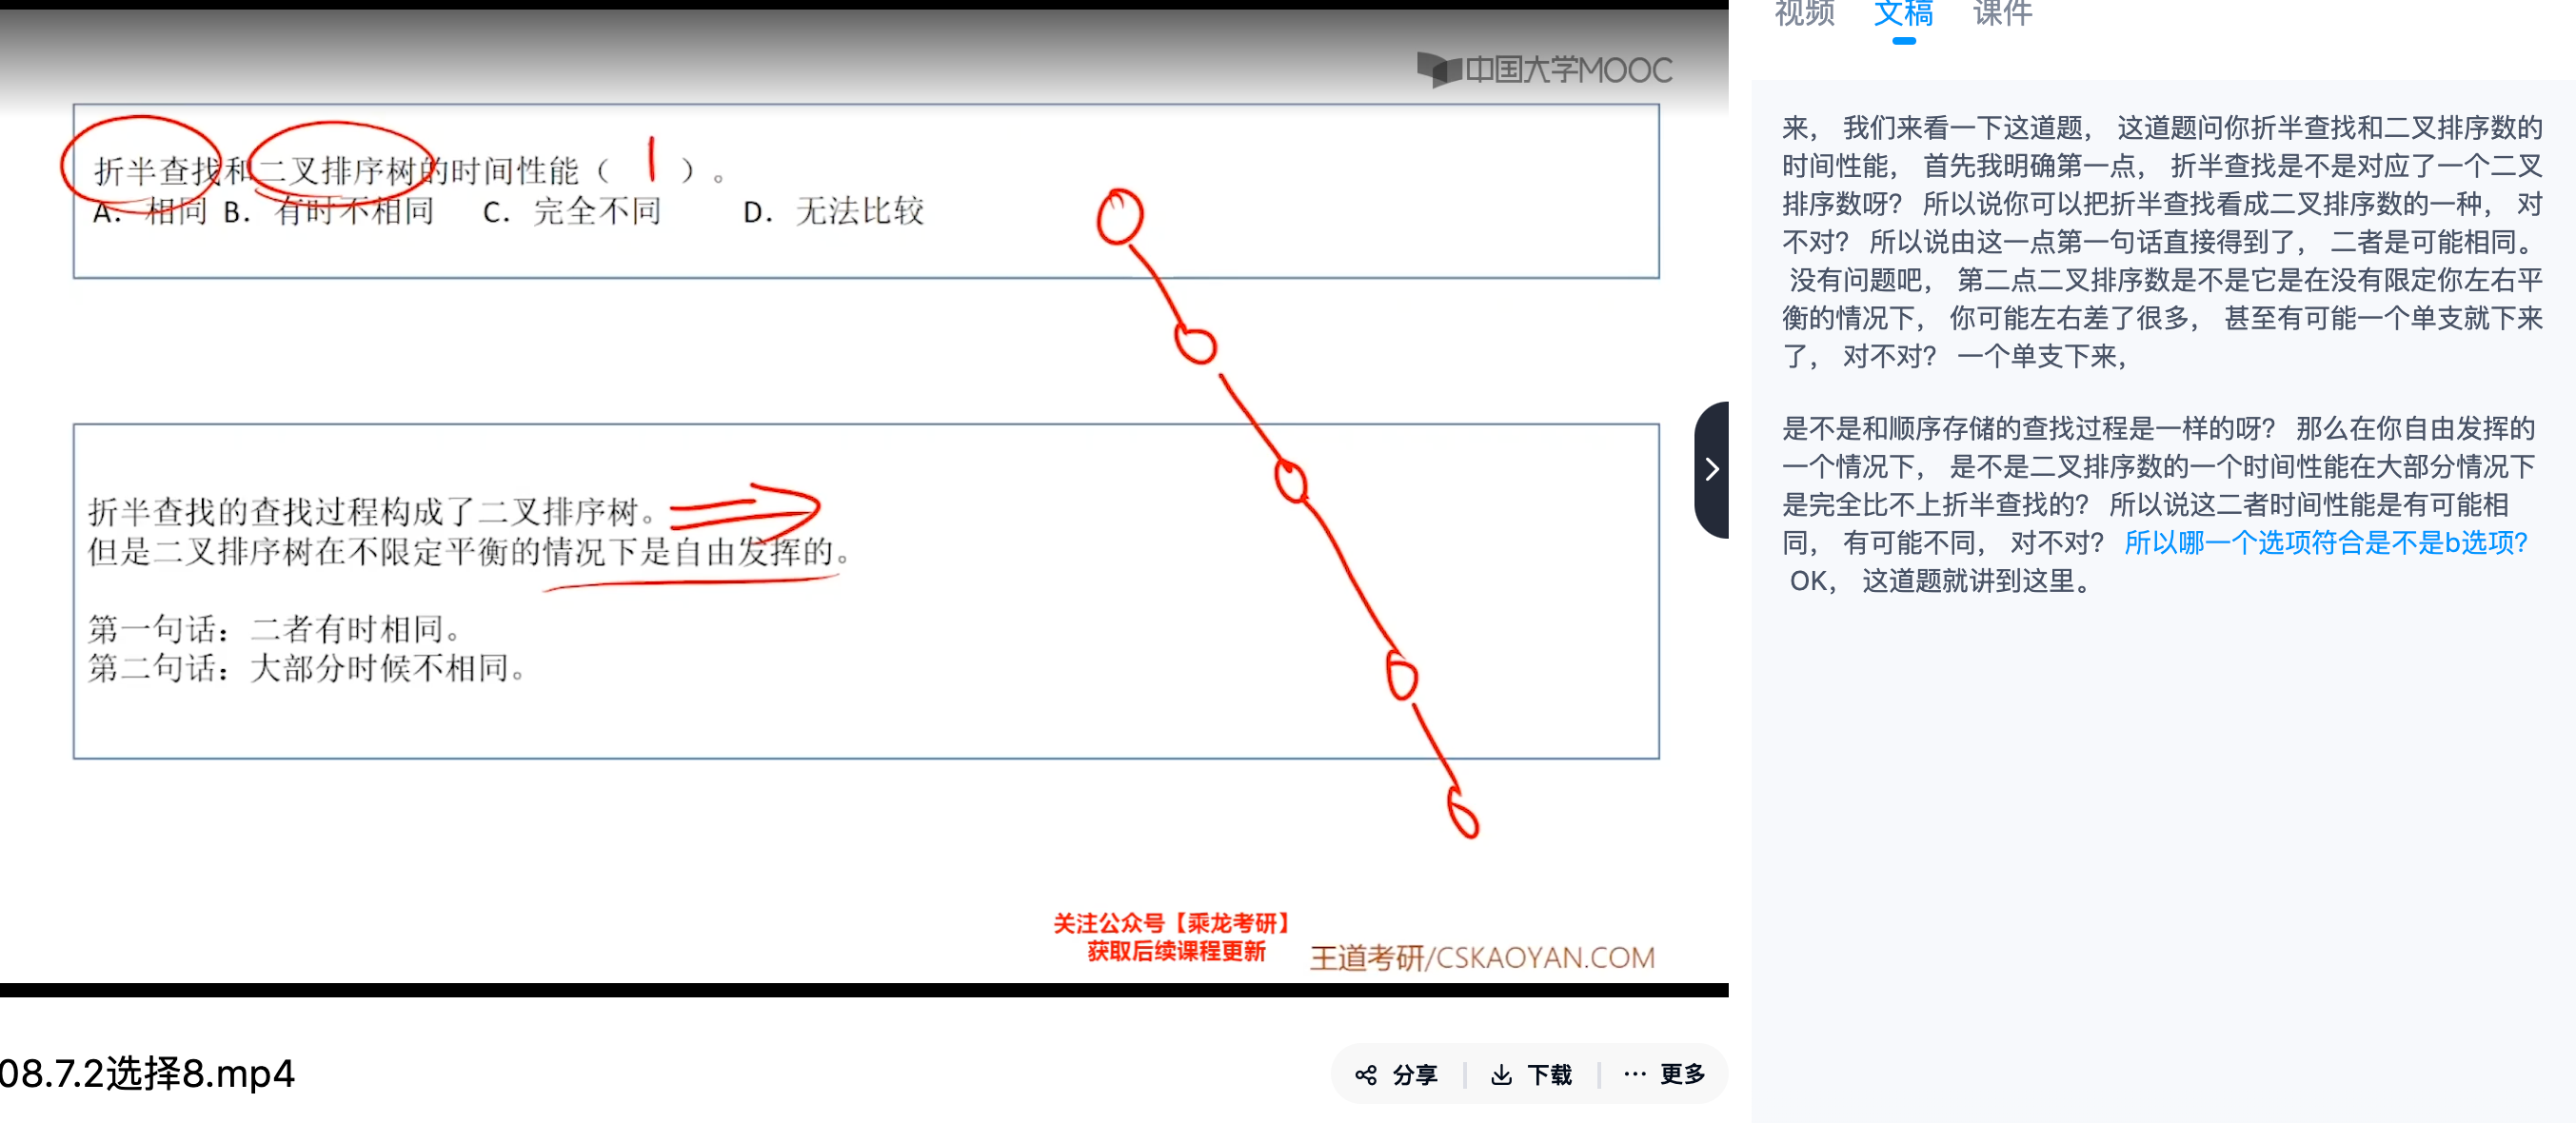 视频 文稿 课件
中国大学MOOC
折半查找和二叉排序树的时间性能（ ）。
A. 相同 B. 有时不相同 C. 完全不同 D. 无法比较
折半查找的查找过程构成了二叉排序树。
但是二叉排序树在不限定平衡的情况下是自由发挥的。
第一句话：二者有时相同。
第二句话：大部分时候不相同。
关注公众号【乘龙考研】
获取后续课程更新
王道考研/CSKAOYAN.COM
08.7.2选择8.mp4
分享 下载 更多
来， 我们来看一下这道题， 这道题问你折半查找和二叉排序数的
时间性能， 首先我明确第一点， 折半查找是不是对应了一个二叉
排序数呀？ 所以说你可以把折半查找看成二叉排序数的一种， 对
不对？ 所以说由这一点第一句话直接得到了， 二者是可能相同。
没有问题吧， 第二点二叉排序数是不是它是在没有限定你左右平
衡的情况下， 你可能左右差了很多， 甚至有可能一个单支就下来
了， 对不对？ 一个单支下来，
是不是和顺序存储的查找过程是一样的呀？ 那么在你自由发挥的
一个情况下， 是不是二叉排序数的一个时间性能在大部分情况下
是完全比不上折半查找的？ 所以说这二者时间性能是有可能相
同， 有可能不同， 对不对？ 所以哪一个选项符合是不是b选项？
OK， 这道题就讲到这里。